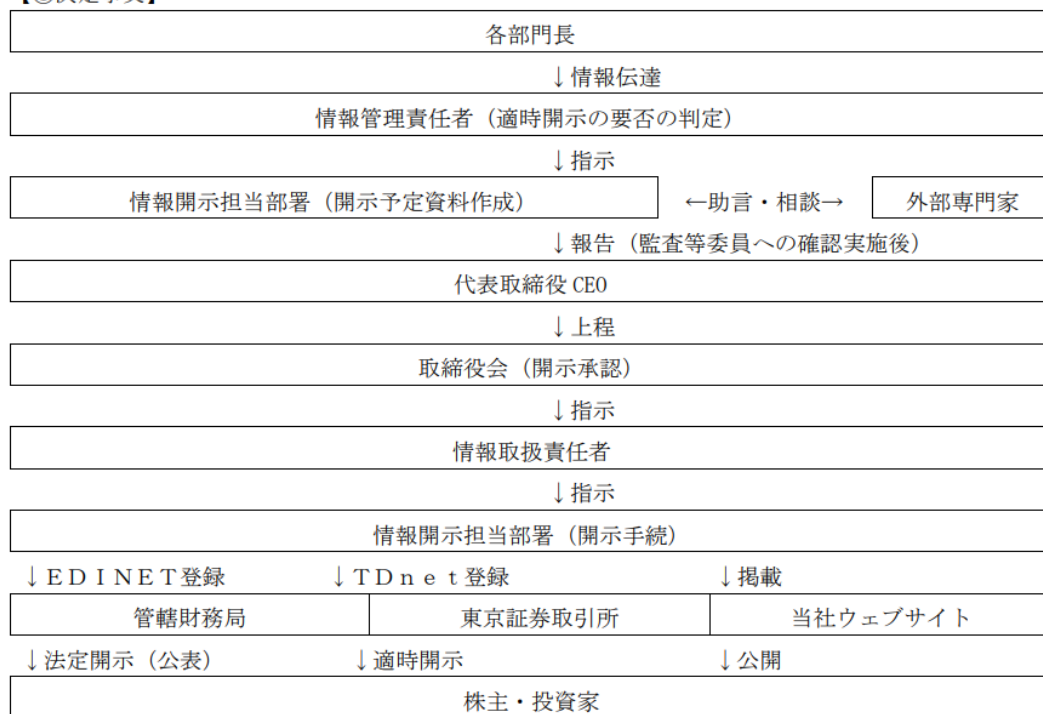 各部門長
↓情報伝達
情報管理責任者（適時開示の要否の判定）
↓指示
情報開示担当部署（開示予定資料作成） ←助言・相談→ 外部専門家
↓報告（監査等委員への確認実施後）
代表取締役 CEO
↓上程
取締役会（開示承認）
↓指示
情報取扱責任者
↓指示
情報開示担当部署（開示手続）
↓ＥＤＩＮＥＴ登録 ↓ＴＤｎｅｔ登録 ↓掲載
管轄財務局 東京証券取引所 当社ウェブサイト
↓法定開示（公表） ↓適時開示 ↓公開
株主・投資家